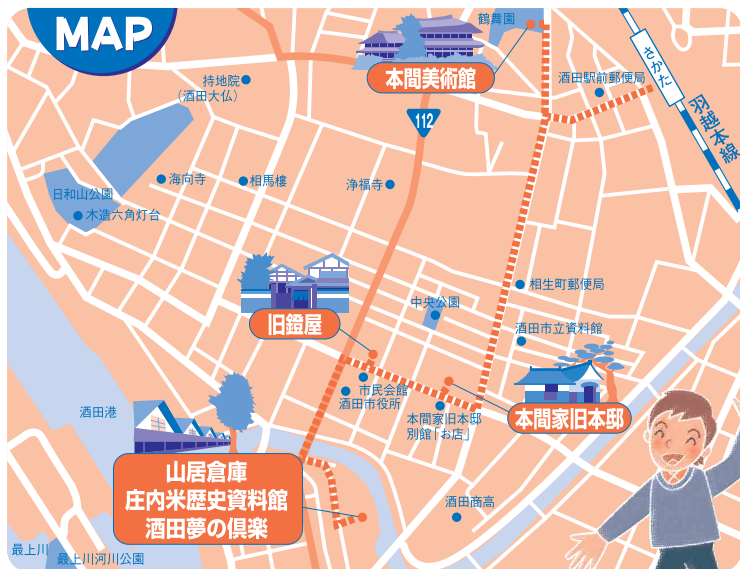 MAP
鶴舞園
本間美術館
持地院
(酒田大仏)
酒田駅前郵便局
さかた
羽越本線
112
海向寺
相馬樓
浄福寺
日和山公園
木造六角灯台
相生町郵便局
中央公園
旧鐙屋
酒田市立資料館
市民会館
酒田市役所
本間家旧本邸
別館「お店」
本間家旧本邸
酒田港
山居倉庫
庄内米歴史資料館
酒田夢の倶楽
酒田商高
最上川
最上川河川公園